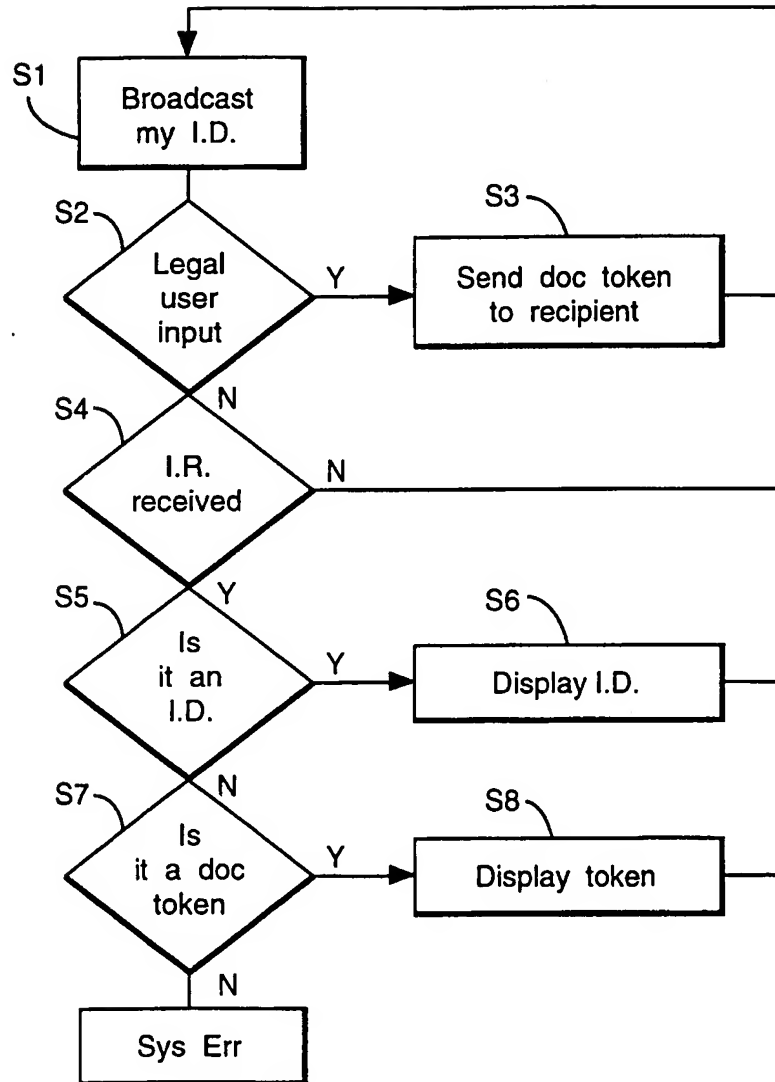 S1
Broadcast
my I.D.
S2
Legal
user
input
Y
S3
Send doc token
to recipient
N
S4
I.R.
received
N
Y
S5
Is
it an
I.D.
Y
S6
Display I.D.
N
S7
Is
it a doc
token
Y
S8
Display token
N
Sys Err